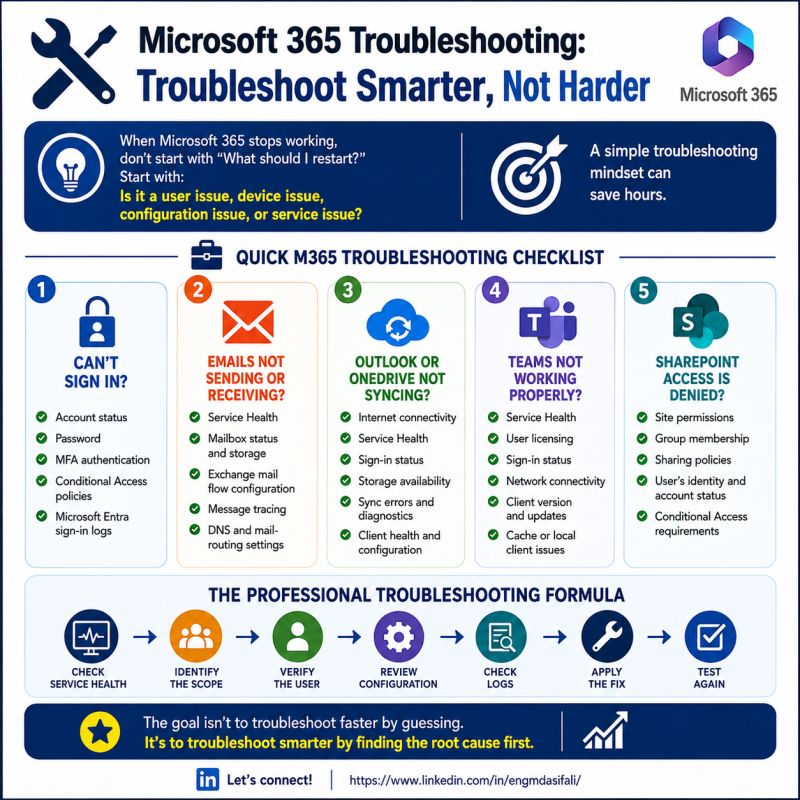 Microsoft 365 Troubleshooting:
Troubleshoot Smarter, Not Harder
Microsoft 365
When Microsoft 365 stops working,
don't start with "What should I restart?"
Start with:
Is it a user issue, device issue,
configuration issue, or service issue?
A simple troubleshooting
mindset can
save hours.
QUICK M365 TROUBLESHOOTING CHECKLIST
1
CAN'T
SIGN IN?
Account status
Password
MFA authentication
Conditional Access
policies
Microsoft Entra
sign-in logs
2
EMAILS NOT
SENDING OR
RECEIVING?
Service Health
Mailbox status
and storage
Exchange mail
flow configuration
Message tracing
DNS and mail-
routing settings
3
OUTLOOK OR
ONEDRIVE NOT
SYNCING?
Internet connectivity
Service Health
Sign-in status
Storage availability
Sync errors and
diagnostics
Client health and
configuration
4
T
TEAMS NOT
WORKING
PROPERLY?
Service Health
User licensing
Sign-in status
Network connectivity
Client version
and updates
Cache or local
client issues
5
S
SHAREPOINT
ACCESS IS
DENIED?
Site permissions
Group membership
Sharing policies
User's identity and
account status
Conditional Access
requirements
THE PROFESSIONAL TROUBLESHOOTING FORMULA
CHECK
SERVICE HEALTH
IDENTIFY
THE SCOPE
VERIFY
THE USER
REVIEW
CONFIGURATION
CHECK
LOGS
APPLY
THE FIX
TEST
AGAIN
The goal isn't to troubleshoot faster by guessing.
It's to troubleshoot smarter by finding the root cause first.
in Let's connect! | https://www.linkedin.com/in/engmdasifali/